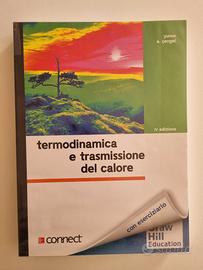 yunus
a. çengel
IV edizione
termodinamica
e trasmissione
del calore
con eserciziario
connect
Graw
Hill
Education